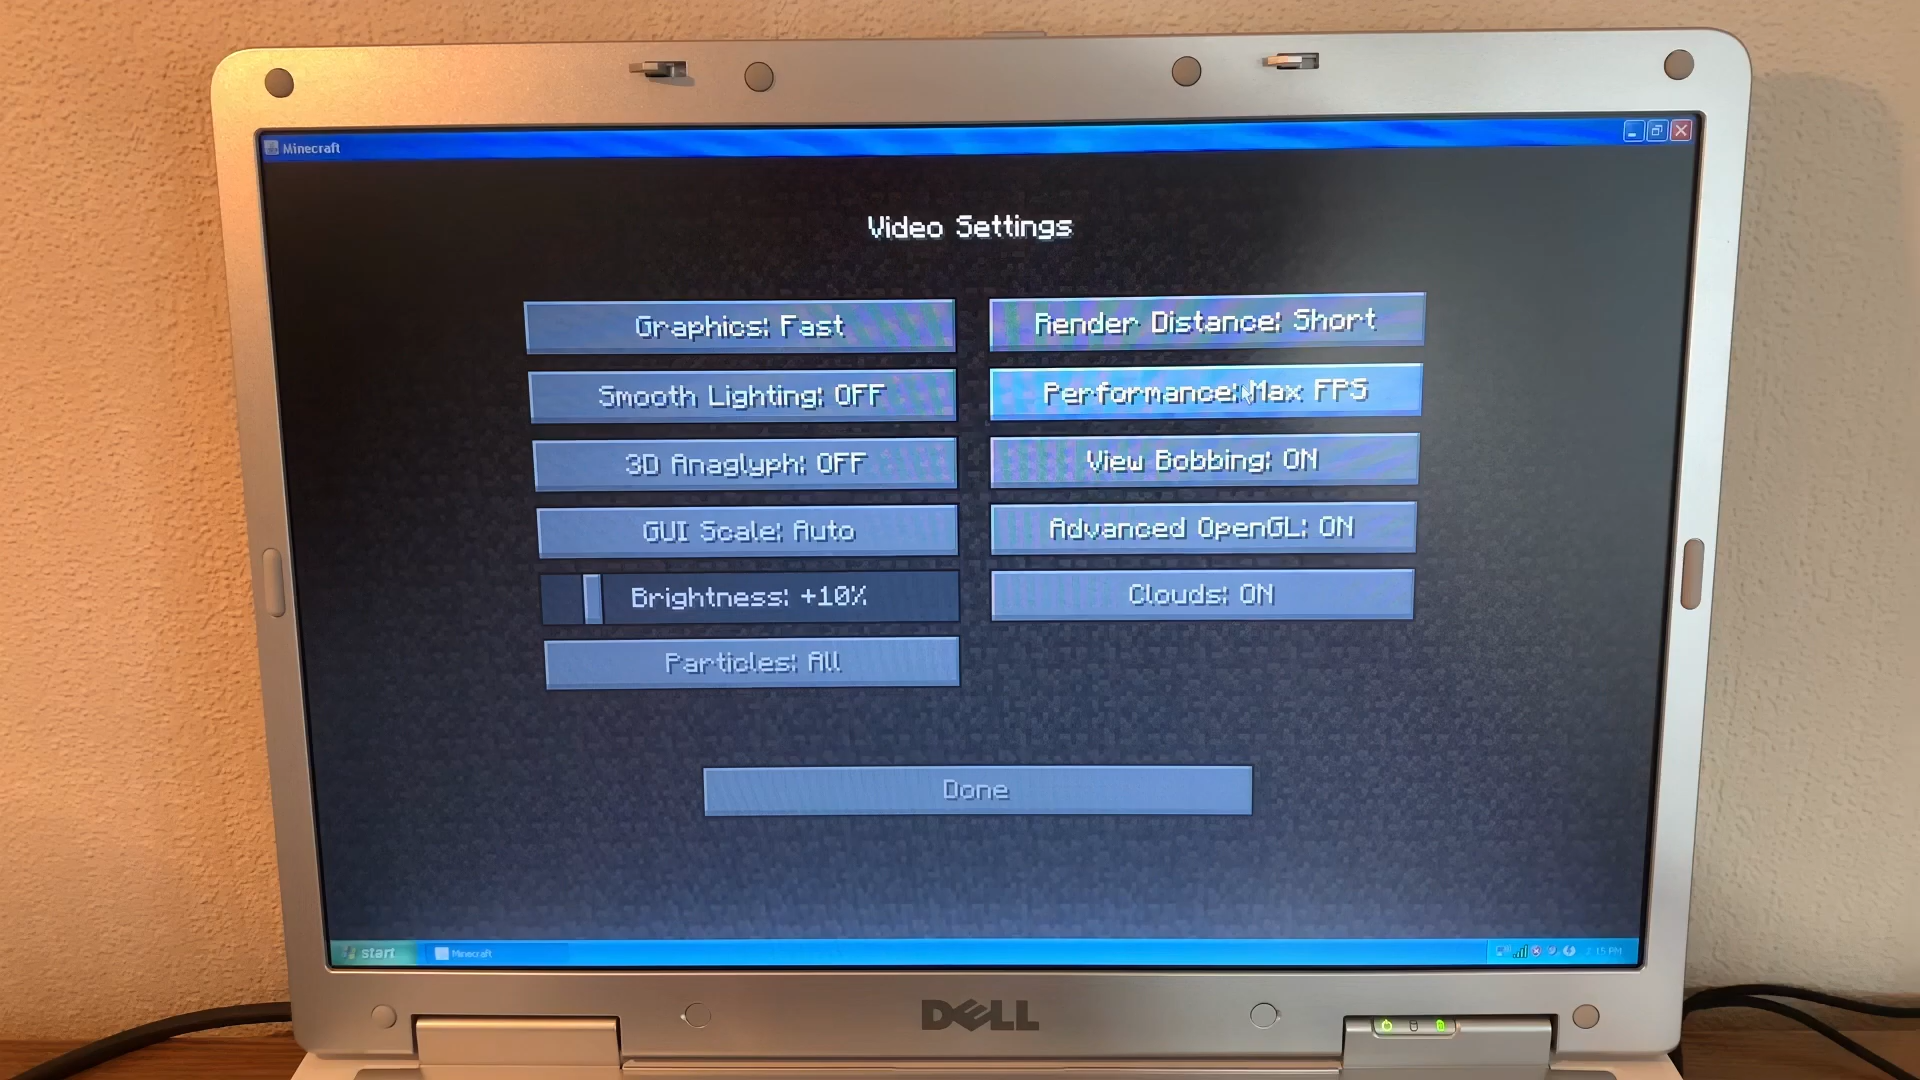 Minecraft
Video Settings
Graphics: Fast
Render Distance: Short
Smooth Lighting: OFF
Performance: Max FPS
3D Anaglyph: OFF
View Bobbing: ON
GUI Scale: Auto
Advanced OpenGL: ON
Brightness: +10%
Clouds: ON
Particles: All
Done
start
Minecraft
DELL